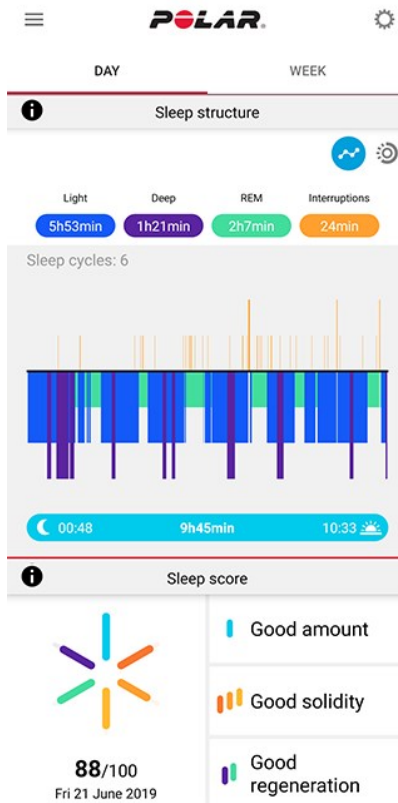 POLAR.
DAY WEEK
Sleep structure
Light Deep REM Interruptions
5h53min 1h21min 2h7min 24min
Sleep cycles: 6
00:48 9h45min 10:33
Sleep score
Good amount
Good solidity
Good
regeneration
88/100
Fri 21 June 2019